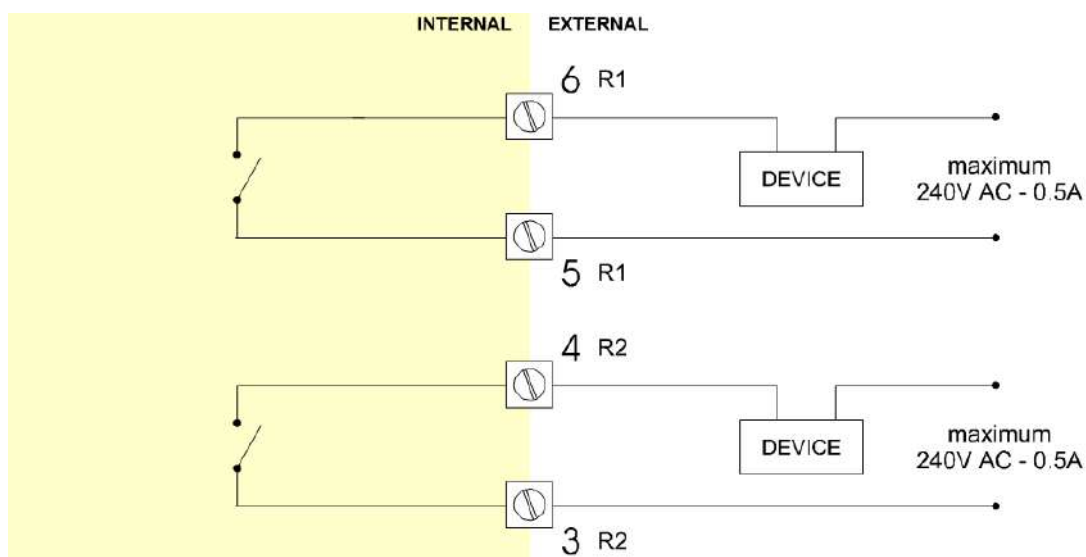 INTERNAL EXTERNAL
6 R1
DEVICE
maximum
240V AC - 0.5A
5 R1
4 R2
DEVICE
maximum
240V AC - 0.5A
3 R2